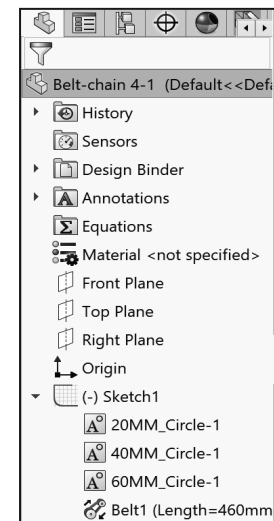 Belt-chain 4-1 (Default<<Defa
History
Sensors
Design Binder
Annotations
Equations
Material <not specified>
Front Plane
Top Plane
Right Plane
Origin
(-) Sketch1
20MM_Circle-1
40MM_Circle-1
60MM_Circle-1
Belt1 (Length=460mm